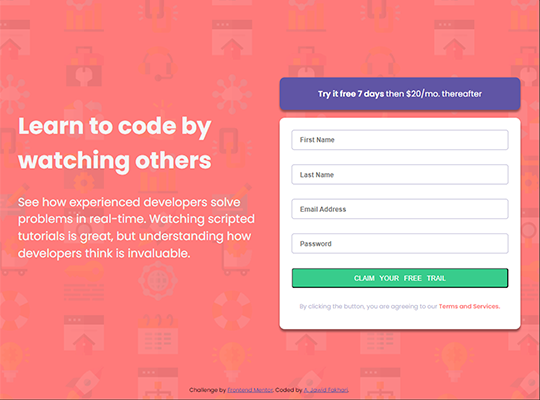 Learn to code by
watching others
See how experienced developers solve
problems in real-time. Watching scripted
tutorials is great, but understanding how
developers think is invaluable.
Try it free 7 days then $20/mo. thereafter
First Name
Last Name
Email Address
Password
CLAIM YOUR FREE TRAIL
By clicking the button, you are agreeing to our Terms and Services.
Challenge by Frontend Mentor. Coded by